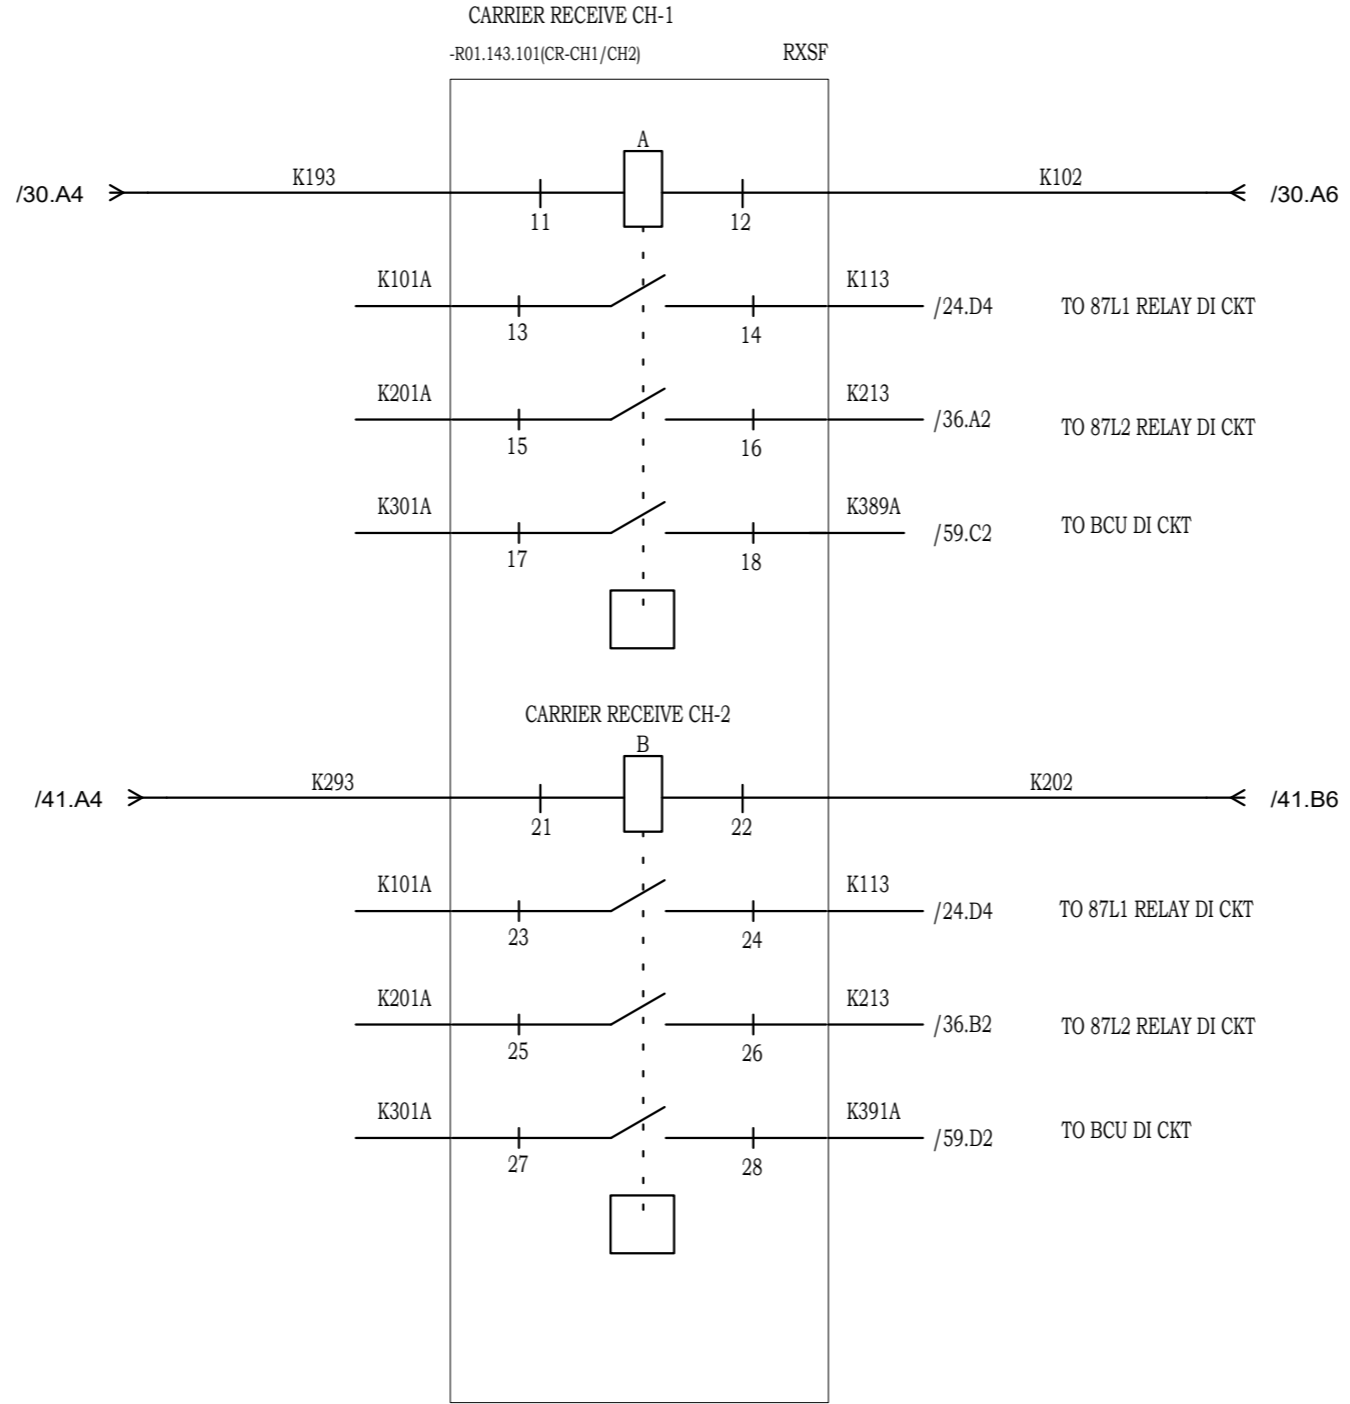 CARRIER RECEIVE CH-1
-R01.143.101(CR-CH1/CH2) RXSF
A
/30.A4 K193 K102 /30.A6
11 12
K101A K113
/24.D4 TO 87L1 RELAY DI CKT
13 14
K201A K213
/36.A2 TO 87L2 RELAY DI CKT
15 16
K301A K389A
/59.C2 TO BCU DI CKT
17 18
CARRIER RECEIVE CH-2
B
/41.A4 K293 K202 /41.B6
21 22
K101A K113
/24.D4 TO 87L1 RELAY DI CKT
23 24
K201A K213
/36.B2 TO 87L2 RELAY DI CKT
25 26
K301A K391A
/59.D2 TO BCU DI CKT
27 28